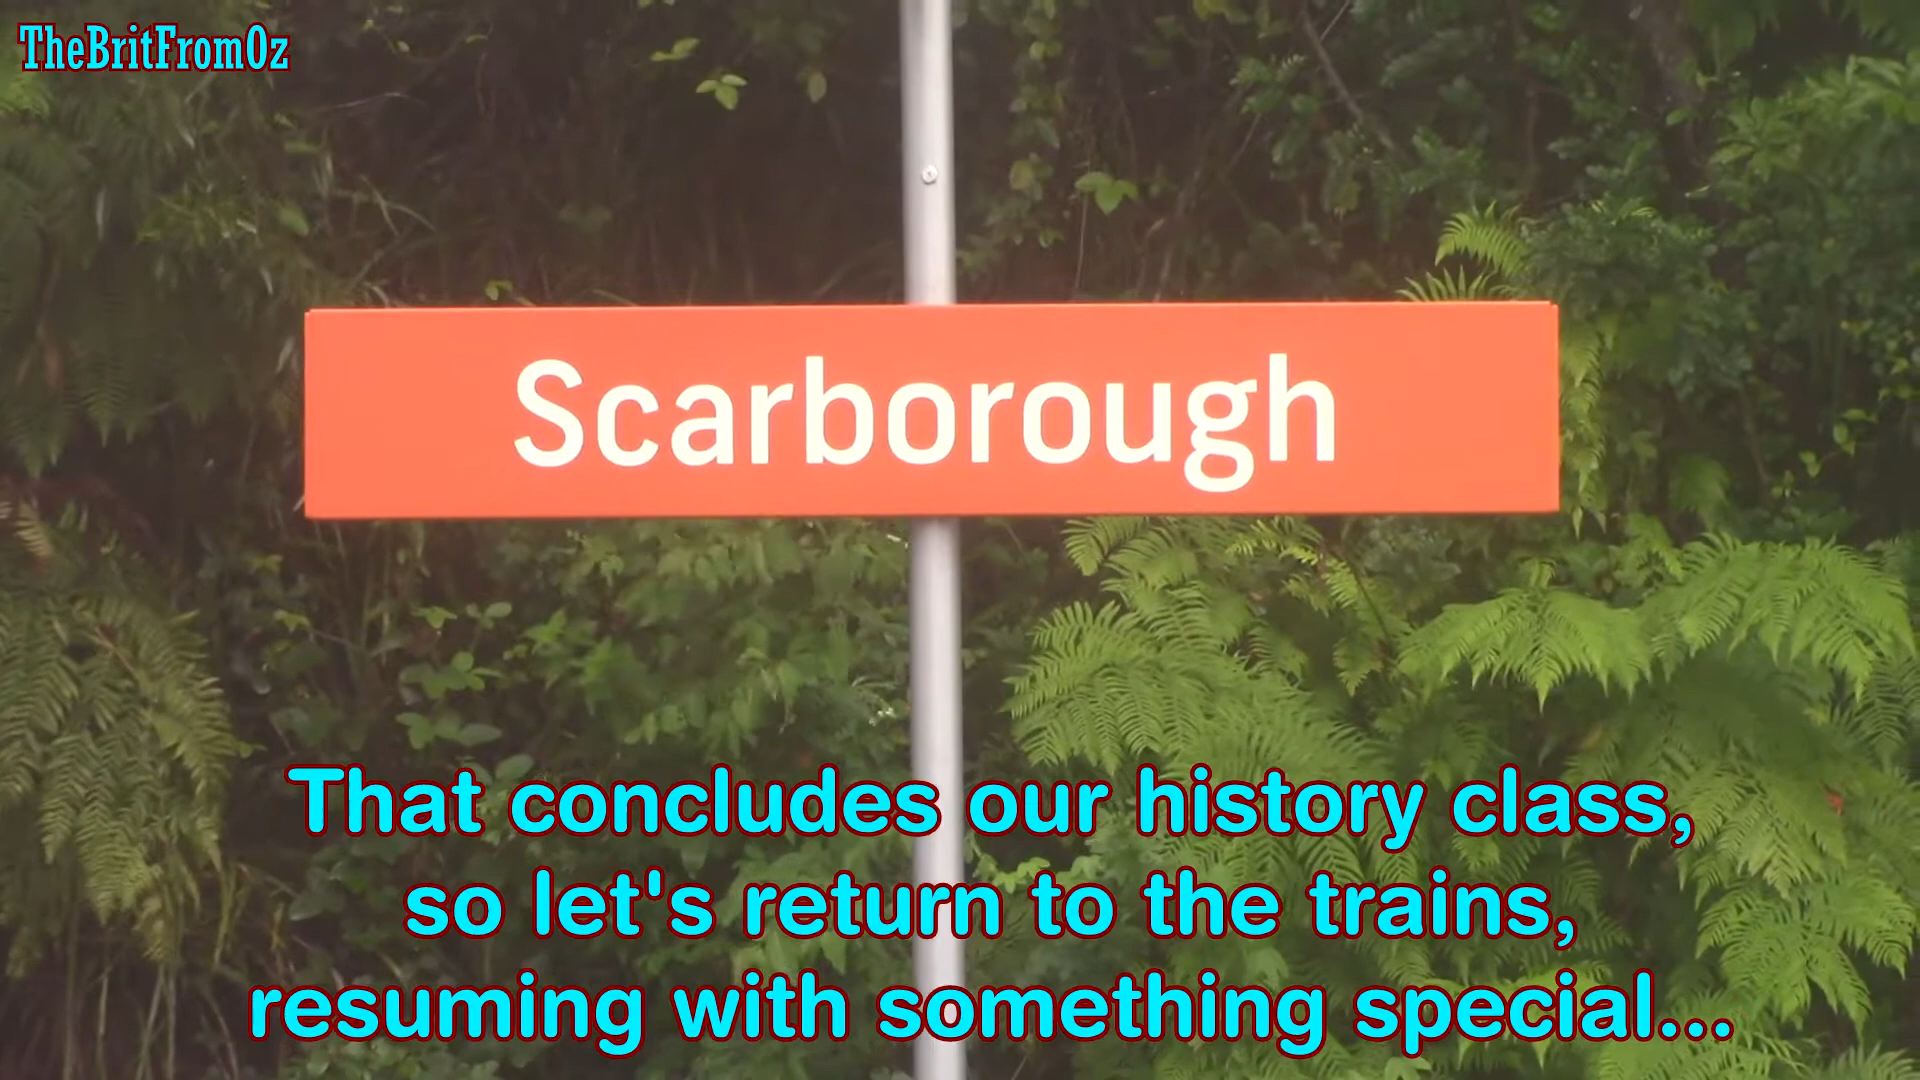 TheBritFromOz
Scarborough
That concludes our history class,
so let's return to the trains,
resuming with something special...